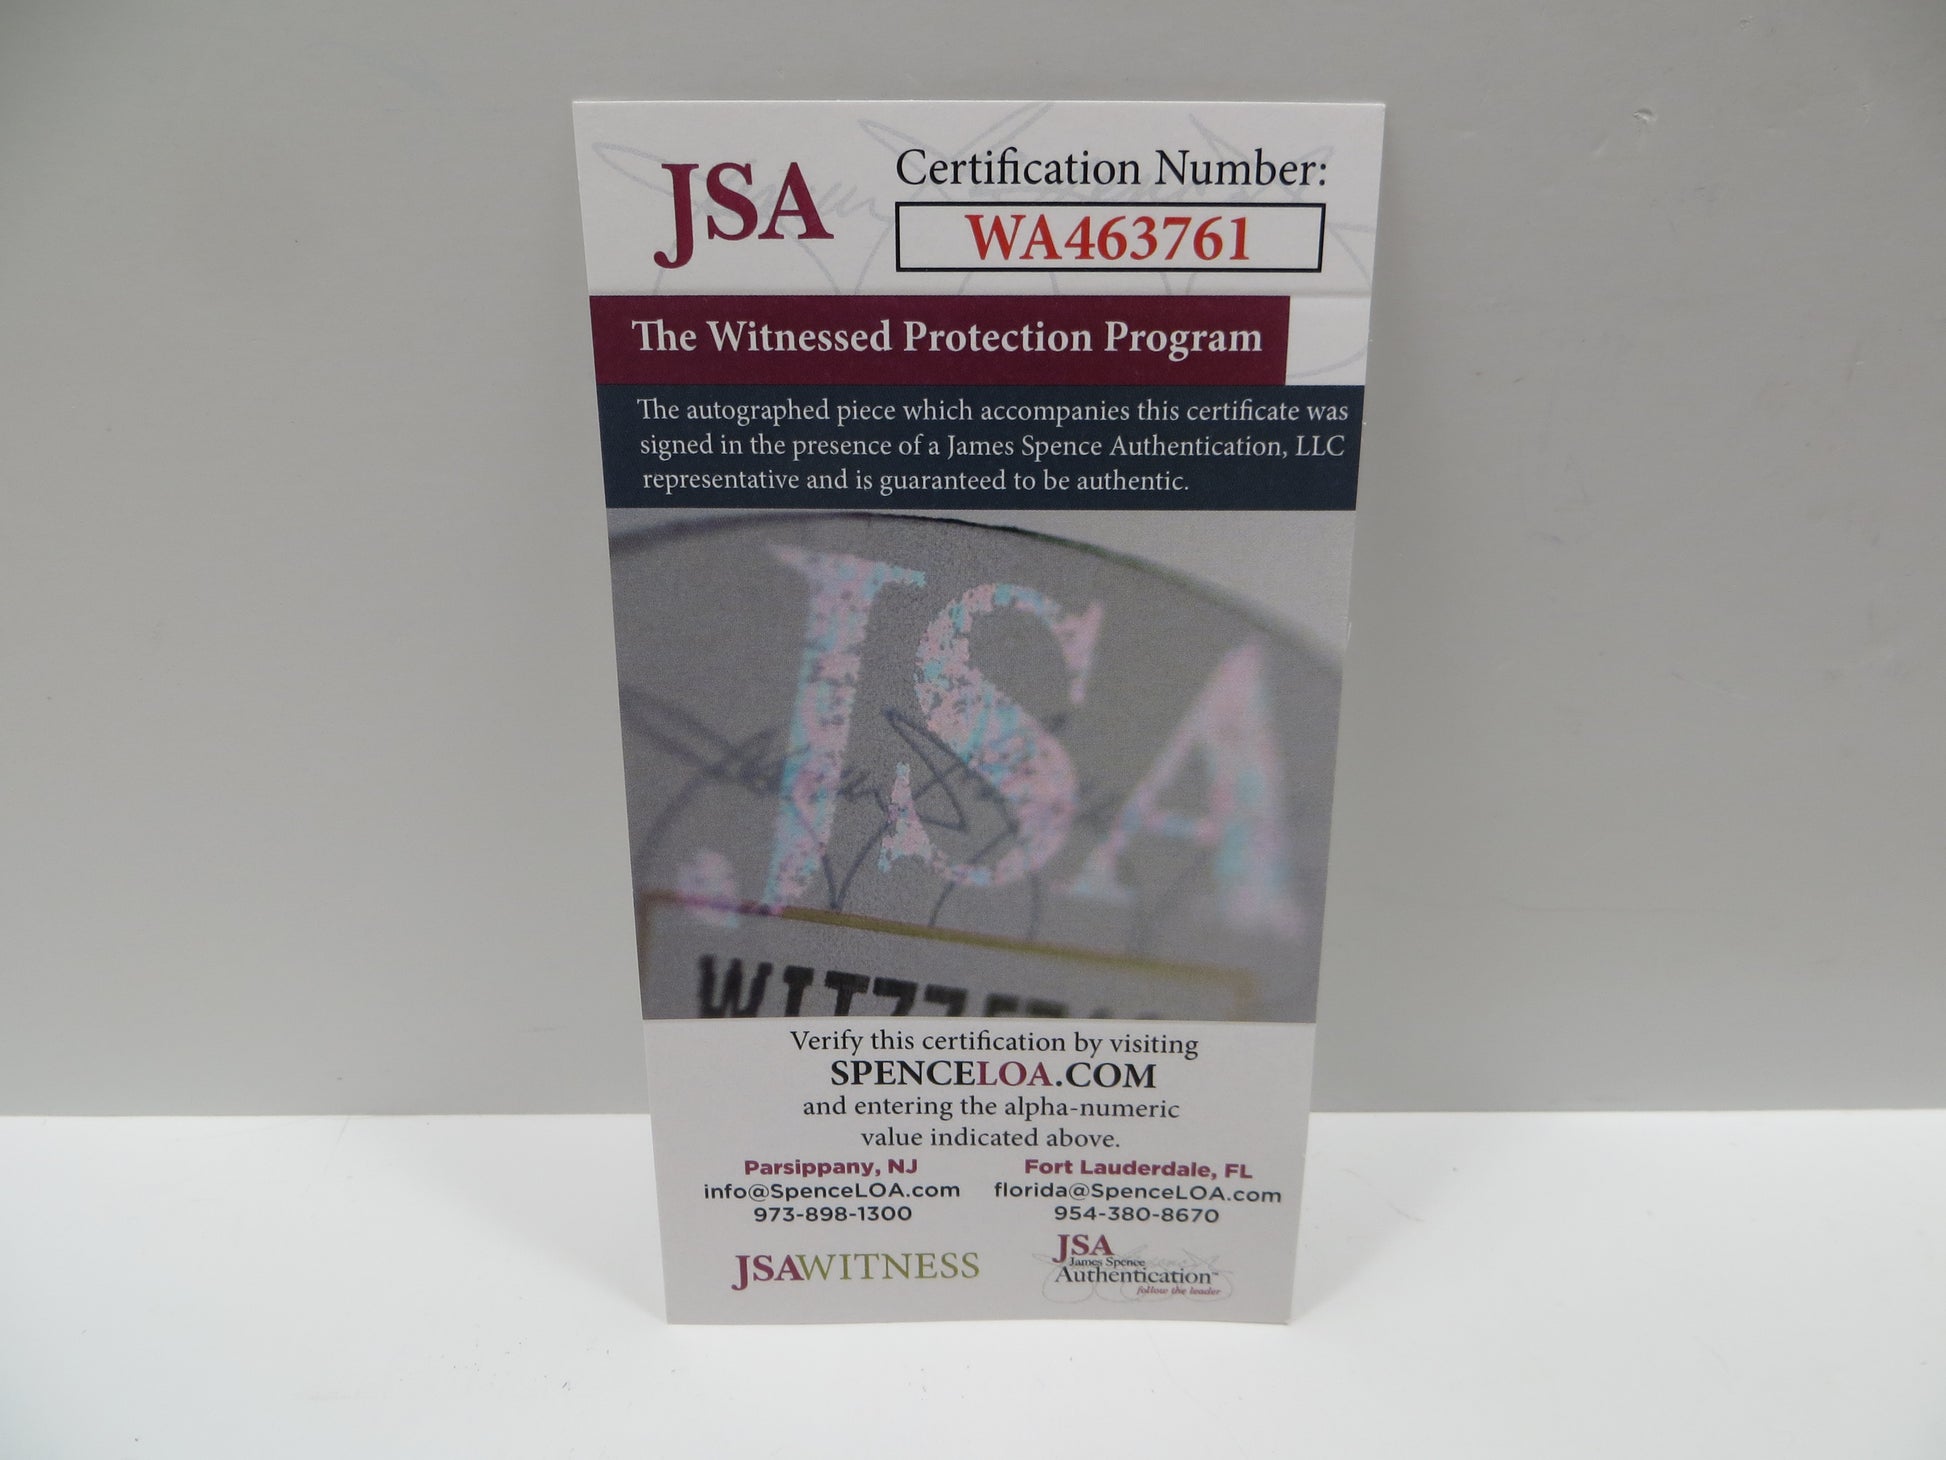 JSA
Certification Number:
WA463761
The Witnessed Protection Program
The autographed piece which accompanies this certificate was
signed in the presence of a James Spence Authentication, LLC
representative and is guaranteed to be authentic.
JSA
Verify this certification by visiting
SPENCELOA.COM
and entering the alpha-numeric
value indicated above.
Parsippany, NJ
info@SpenceLOA.com
973-898-1300
Fort Lauderdale, FL
florida@SpenceLOA.com
954-380-8670
JSAWITNESS
JSA
James Spence
Authentication™
follow the leader